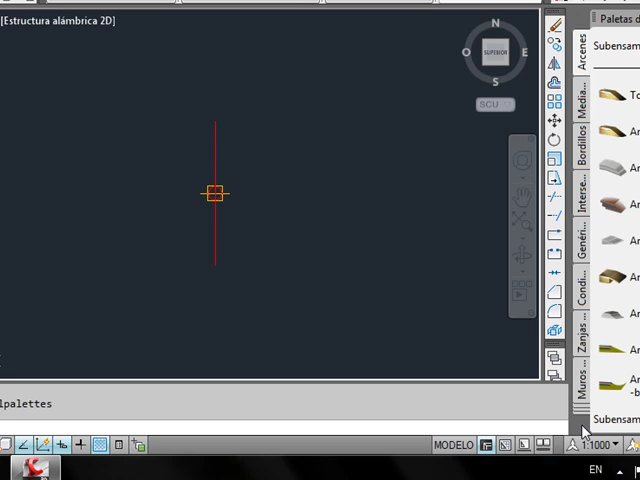 [Estructura alámbrica 2D]
N
O
SUPERIOR
E
S
SCU
Paletas d
Subensam
Arcenes
Media...
Bordillos
Interse...
Genéri...
Condi...
Zanjas ...
Muros ...
To
Ar
Ar
Ar
Ar
Ar
Ar
Ar
Ar
-b
Subensam
lpalettes
MODELO
1:1000
EN